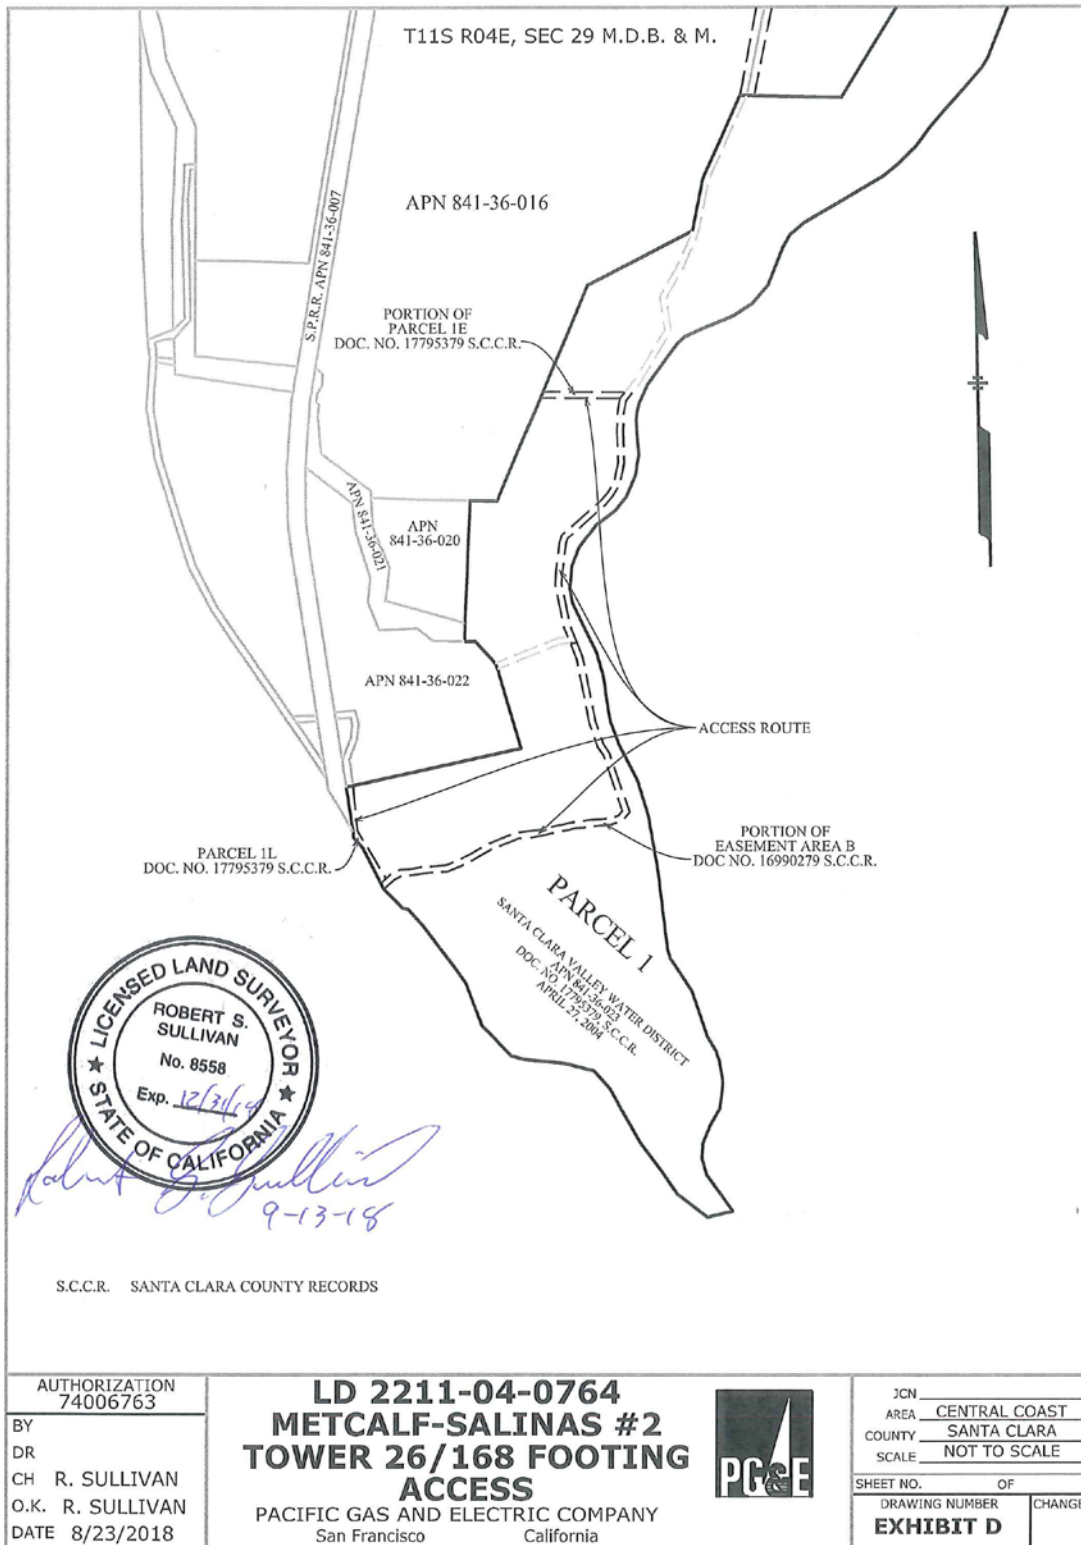 T11S R04E, SEC 29 M.D.B. & M.
APN 841-36-016
S.P.R.R. APN 841-36-007
PORTION OF
PARCEL 1E
DOC. NO. 17795379 S.C.C.R.
APN 841-36-021
APN
841-36-020
APN 841-36-022
ACCESS ROUTE
PARCEL 1L
DOC. NO. 17795379 S.C.C.R.
PORTION OF
EASEMENT AREA B
DOC NO. 16990279 S.C.C.R.
PARCEL 1
SANTA CLARA VALLEY WATER DISTRICT
APN 841-36-023
DOC. NO. 17795379, S.C.C.R.
APRIL 27, 2004
LICENSED LAND SURVEYOR
ROBERT S.
SULLIVAN
No. 8558
Exp. 12/31/19
STATE OF CALIFORNIA
Robert S. Sullivan
9-13-18
S.C.C.R. SANTA CLARA COUNTY RECORDS
AUTHORIZATION
74006763
BY
DR
CH R. SULLIVAN
O.K. R. SULLIVAN
DATE 8/23/2018
LD 2211-04-0764
METCALF-SALINAS #2
TOWER 26/168 FOOTING
ACCESS
PACIFIC GAS AND ELECTRIC COMPANY
San Francisco California
PG&E
JCN
AREA CENTRAL COAST
COUNTY SANTA CLARA
SCALE NOT TO SCALE
SHEET NO. OF
DRAWING NUMBER
EXHIBIT D
CHANGE